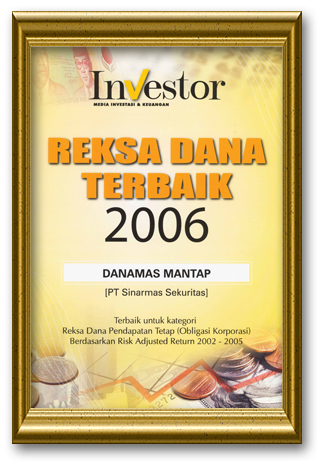 Investor
MEDIA INVESTASI & KEUANGAN
REKSA DANA
TERBAIK
2006
DANAMAS MANTAP
[PT Sinarmas Sekuritas]
Terbaik untuk kategori
Reksa Dana Pendapatan Tetap (Obligasi Korporasi)
Berdasarkan Risk Adjusted Return 2002 - 2005